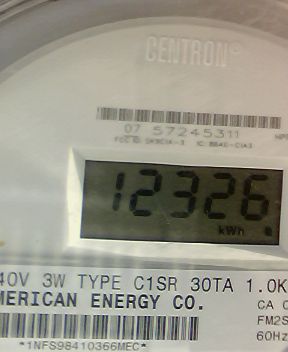 CENTRON®
07 57245311
12326
kWh
40V 3W TYPE C1SR 30TA 1.0K
MERICAN ENERGY CO.
CA
FM2S
60Hz
*1NFS98410366MEC*